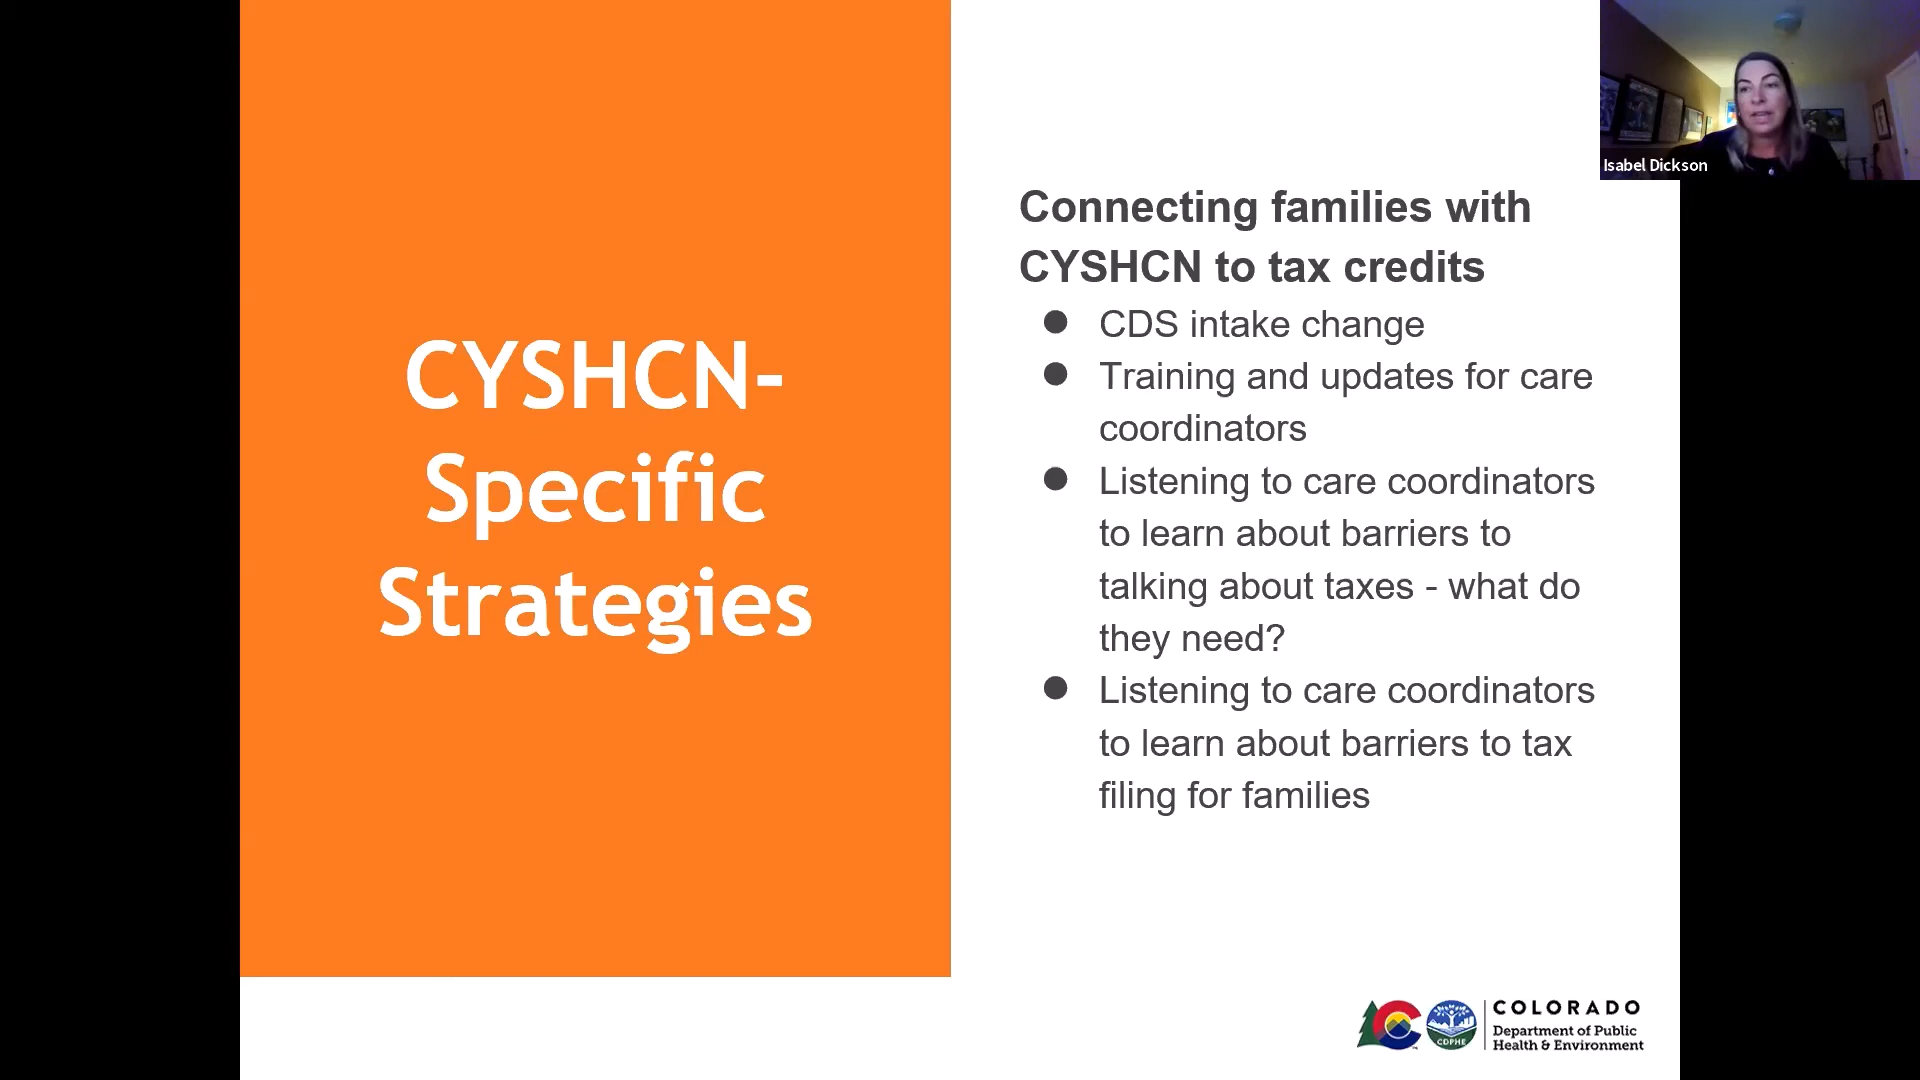 CYSHCN-
Specific
Strategies
Isabel Dickson
Connecting families with
CYSHCN to tax credits
● CDS intake change
● Training and updates for care
coordinators
● Listening to care coordinators
to learn about barriers to
talking about taxes - what do
they need?
● Listening to care coordinators
to learn about barriers to tax
filing for families
CDPHE
COLORADO
Department of Public
Health & Environment